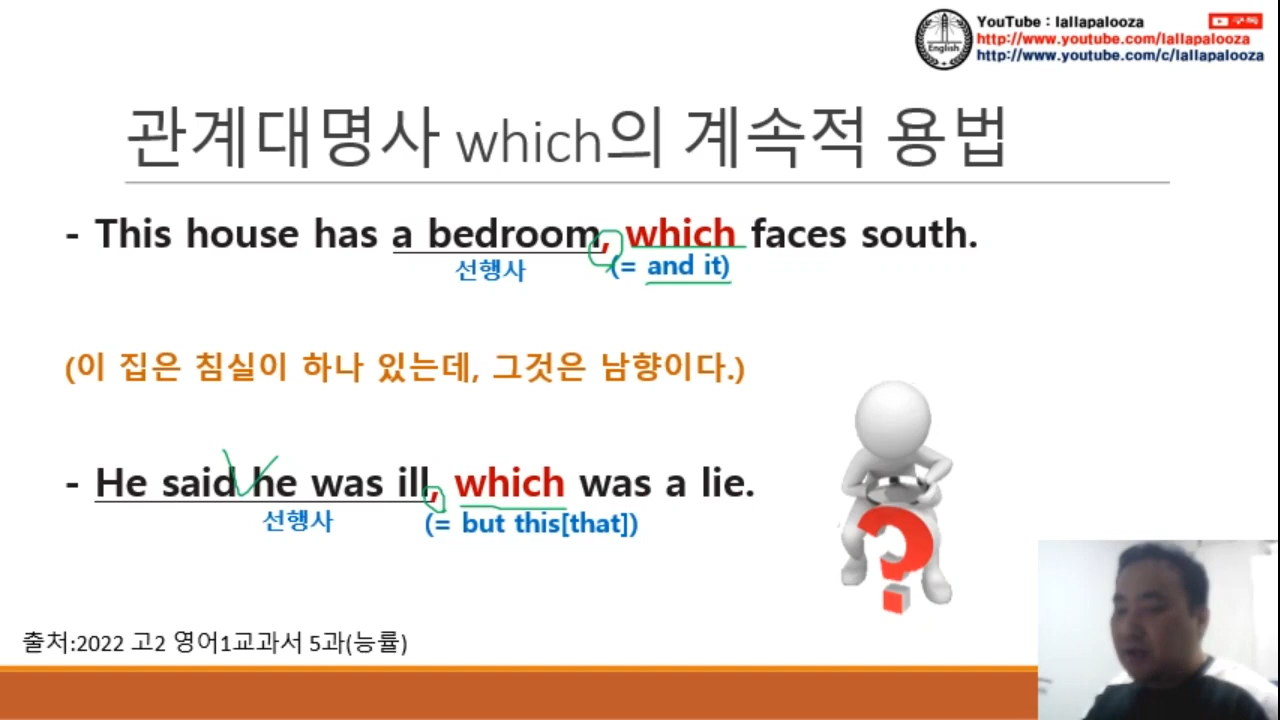 YouTube : lallapalooza
구독
http://www.youtube.com/lallapalooza
English
http://www.youtube.com/c/lallapalooza
관계대명사 which의 계속적 용법
- This house has a bedroom, which faces south.
선행사 (= and it)
(이 집은 침실이 하나 있는데, 그것은 남향이다.)
- He said he was ill, which was a lie.
선행사 (= but this[that])
출처:2022 고2 영어1교과서 5과(능률)